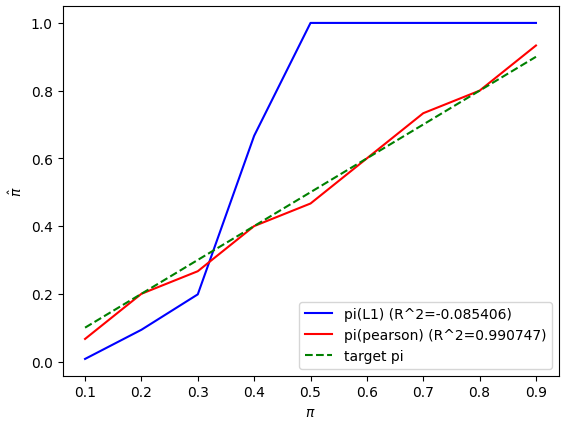 1.0
0.8
0.6
0.4
0.2
0.0
π̂
0.1 0.2 0.3 0.4 0.5 0.6 0.7 0.8 0.9
π
pi(L1) (R^2=-0.085406)
pi(pearson) (R^2=0.990747)
target pi